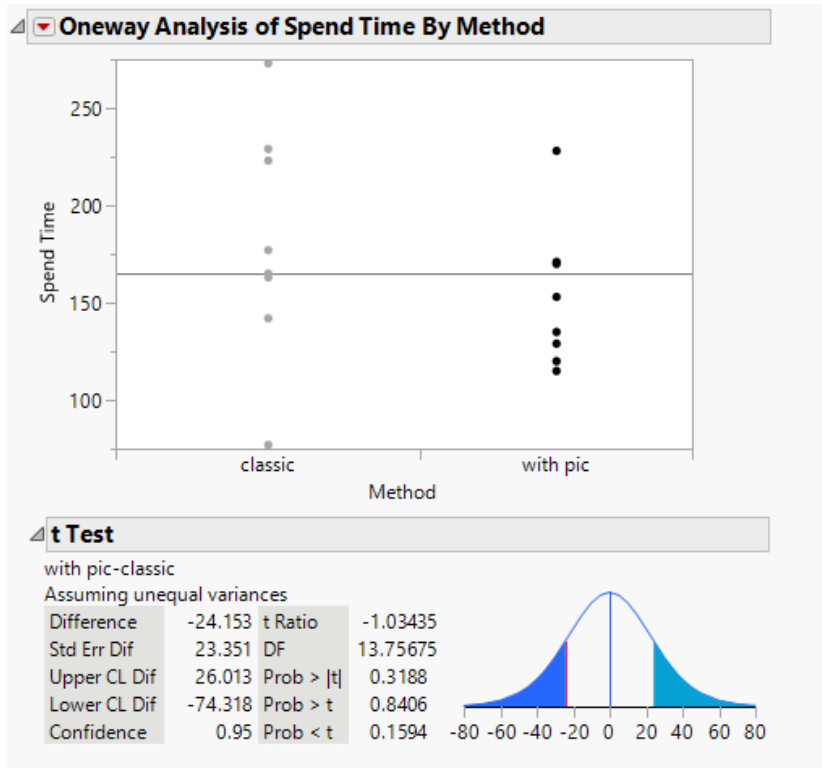 Oneway Analysis of Spend Time By Method
250
200
150
100
Spend Time
classic with pic
Method
t Test
with pic-classic
Assuming unequal variances
Difference -24.153 t Ratio -1.03435
Std Err Dif 23.351 DF 13.75675
Upper CL Dif 26.013 Prob > |t| 0.3188
Lower CL Dif -74.318 Prob > t 0.8406
Confidence 0.95 Prob < t 0.1594
-80 -60 -40 -20 0 20 40 60 80